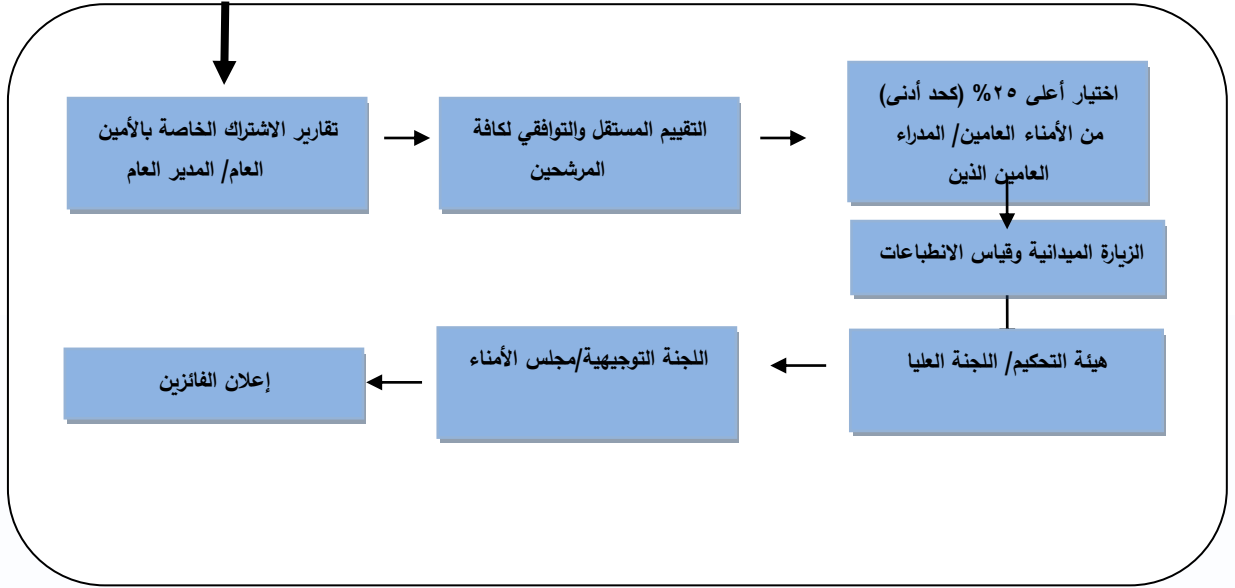 تقارير الاشتراك الخاصة بالأمين
العام/ المدير العام
التقييم المستقل والتوافقي لكافة
المرشحين
اختيار أعلى ٢٥% (كحد أدنى)
من الأمناء العامين/ المدراء
العامين الذين
الزيارة الميدانية وقياس الانطباعات
هيئة التحكيم/ اللجنة العليا
اللجنة التوجيهية/مجلس الأمناء
إعلان الفائزين